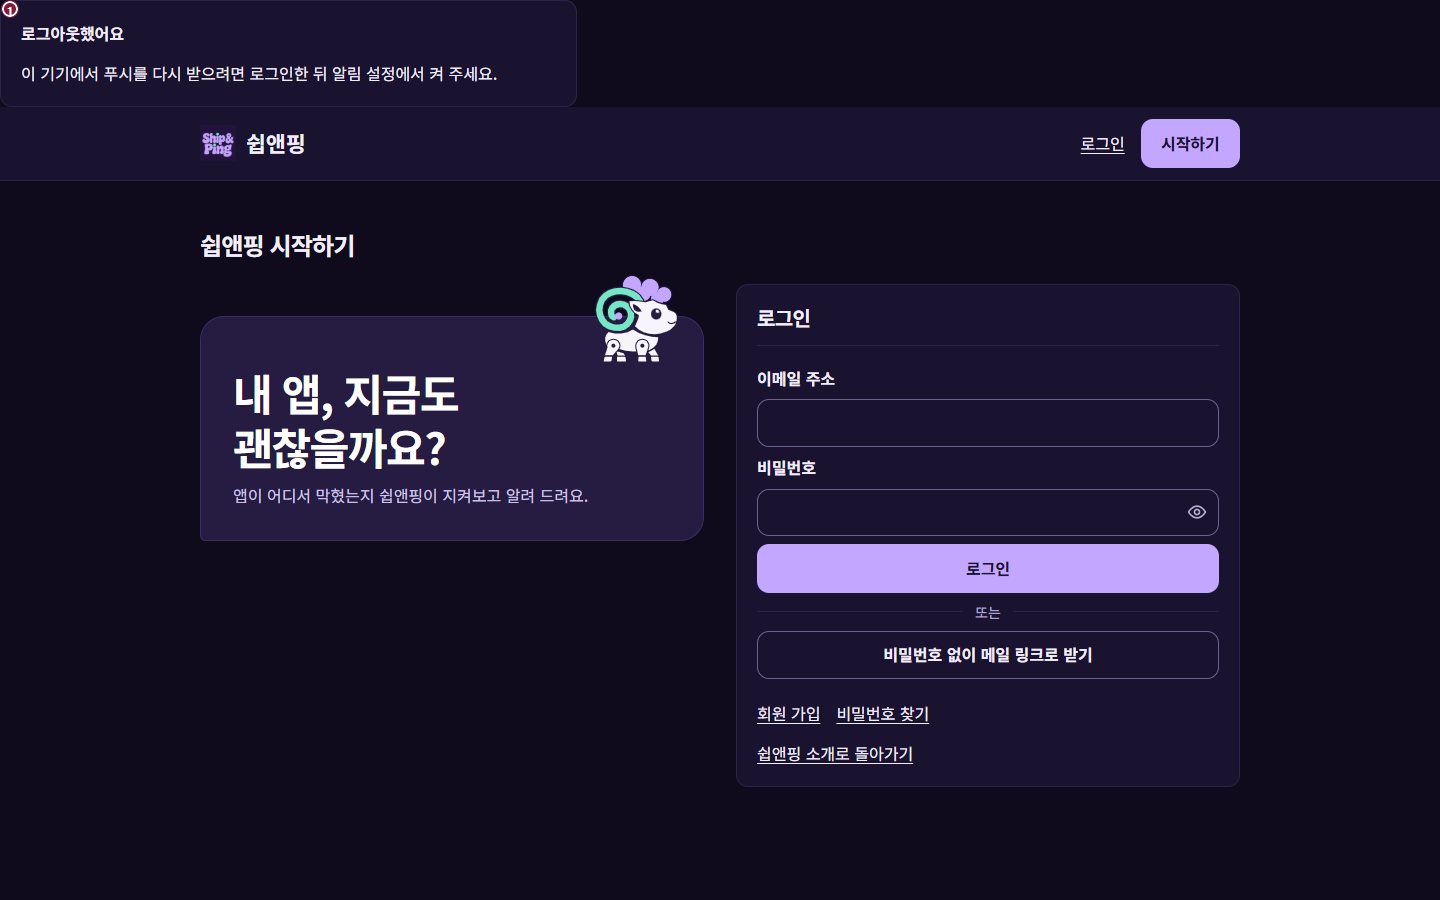 1
로그아웃했어요
이 기기에서 푸시를 다시 받으려면 로그인한 뒤 알림 설정에서 켜 주세요.
Ship&
Ping
쉽앤핑
로그인
시작하기
쉽앤핑 시작하기
내 앱, 지금도
괜찮을까요?
앱이 어디서 막혔는지 쉽앤핑이 지켜보고 알려 드려요.
로그인
이메일 주소
비밀번호
로그인
또는
비밀번호 없이 메일 링크로 받기
회원 가입 비밀번호 찾기
쉽앤핑 소개로 돌아가기